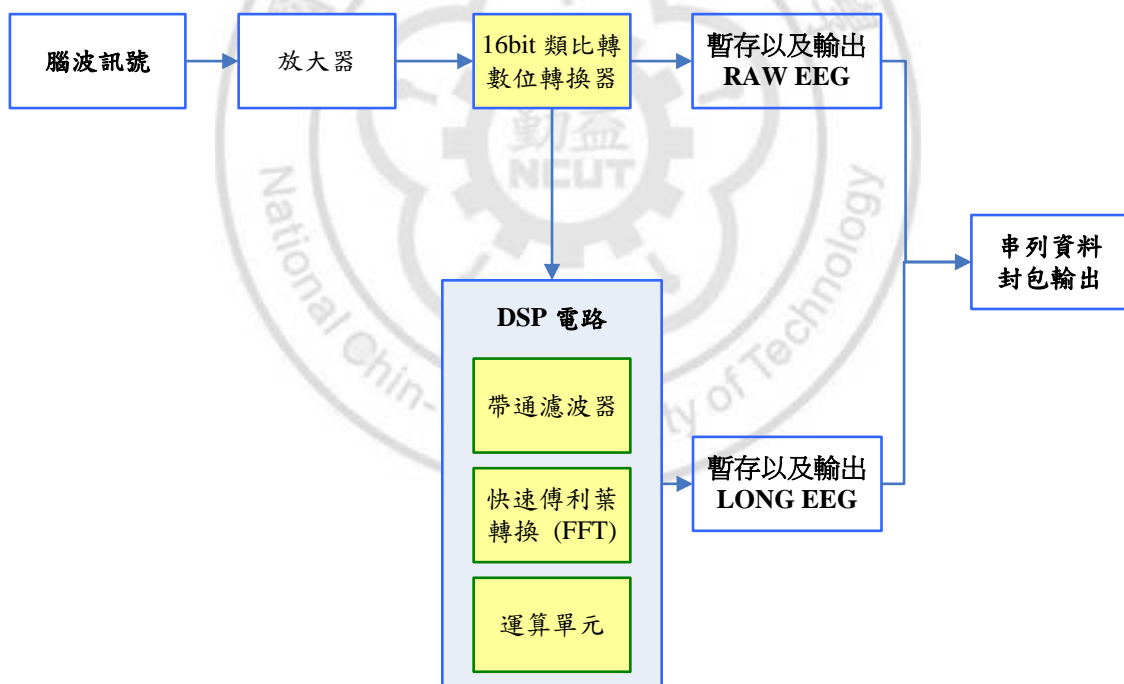 腦波訊號
放大器
16bit 類比轉
數位轉換器
暫存以及輸出
RAW EEG
勤益
NCUT
National Chin-
ty of Technology
串列資料
封包輸出
DSP 電路
帶通濾波器
快速傅利葉
轉換 (FFT)
運算單元
暫存以及輸出
LONG EEG